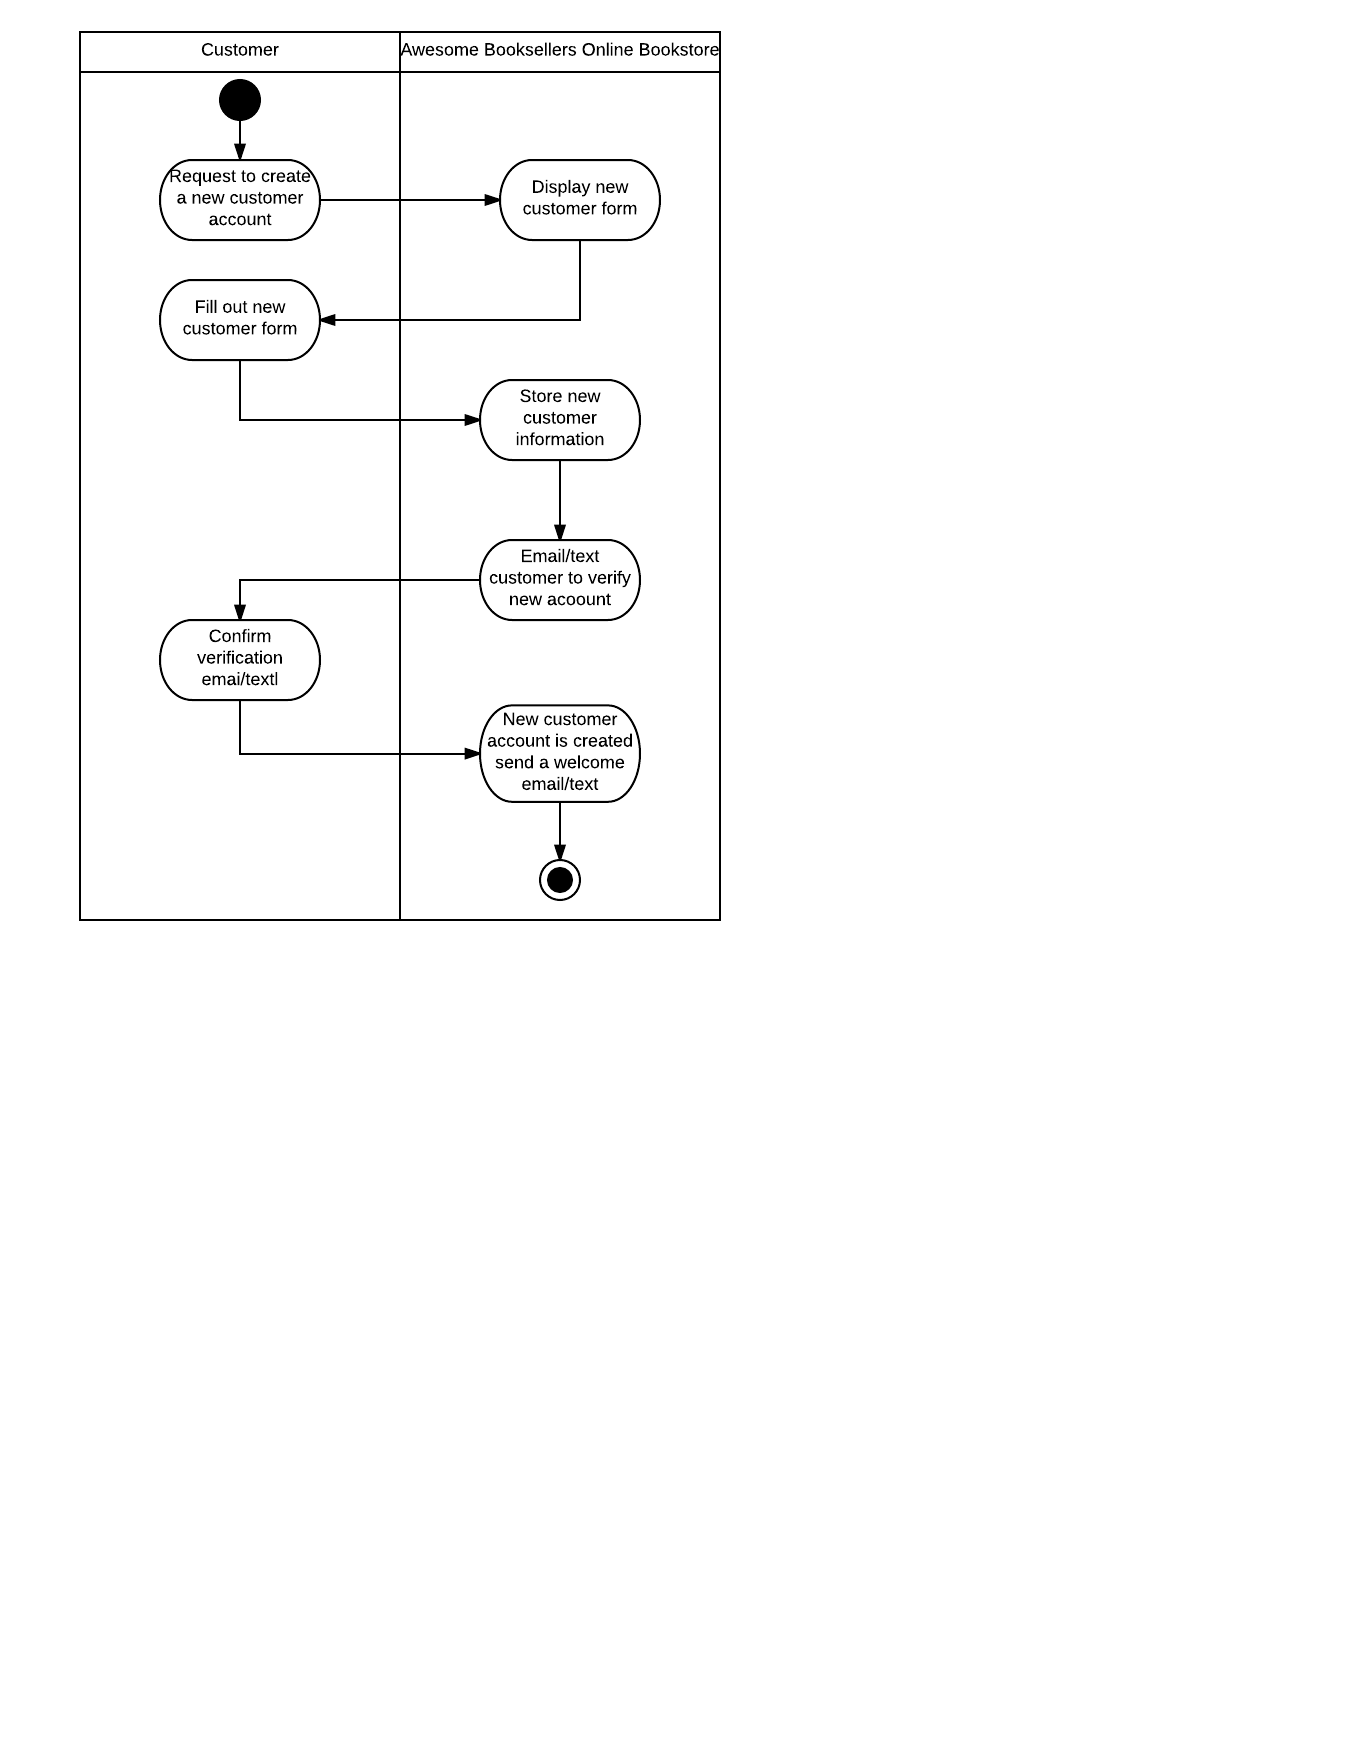 Customer
Awesome Booksellers Online Bookstore
Request to create
a new customer
account
Display new
customer form
Fill out new
customer form
Store new
customer
information
Email/text
customer to verify
new acoount
Confirm
verification
emai/textl
New customer
account is created
send a welcome
email/text